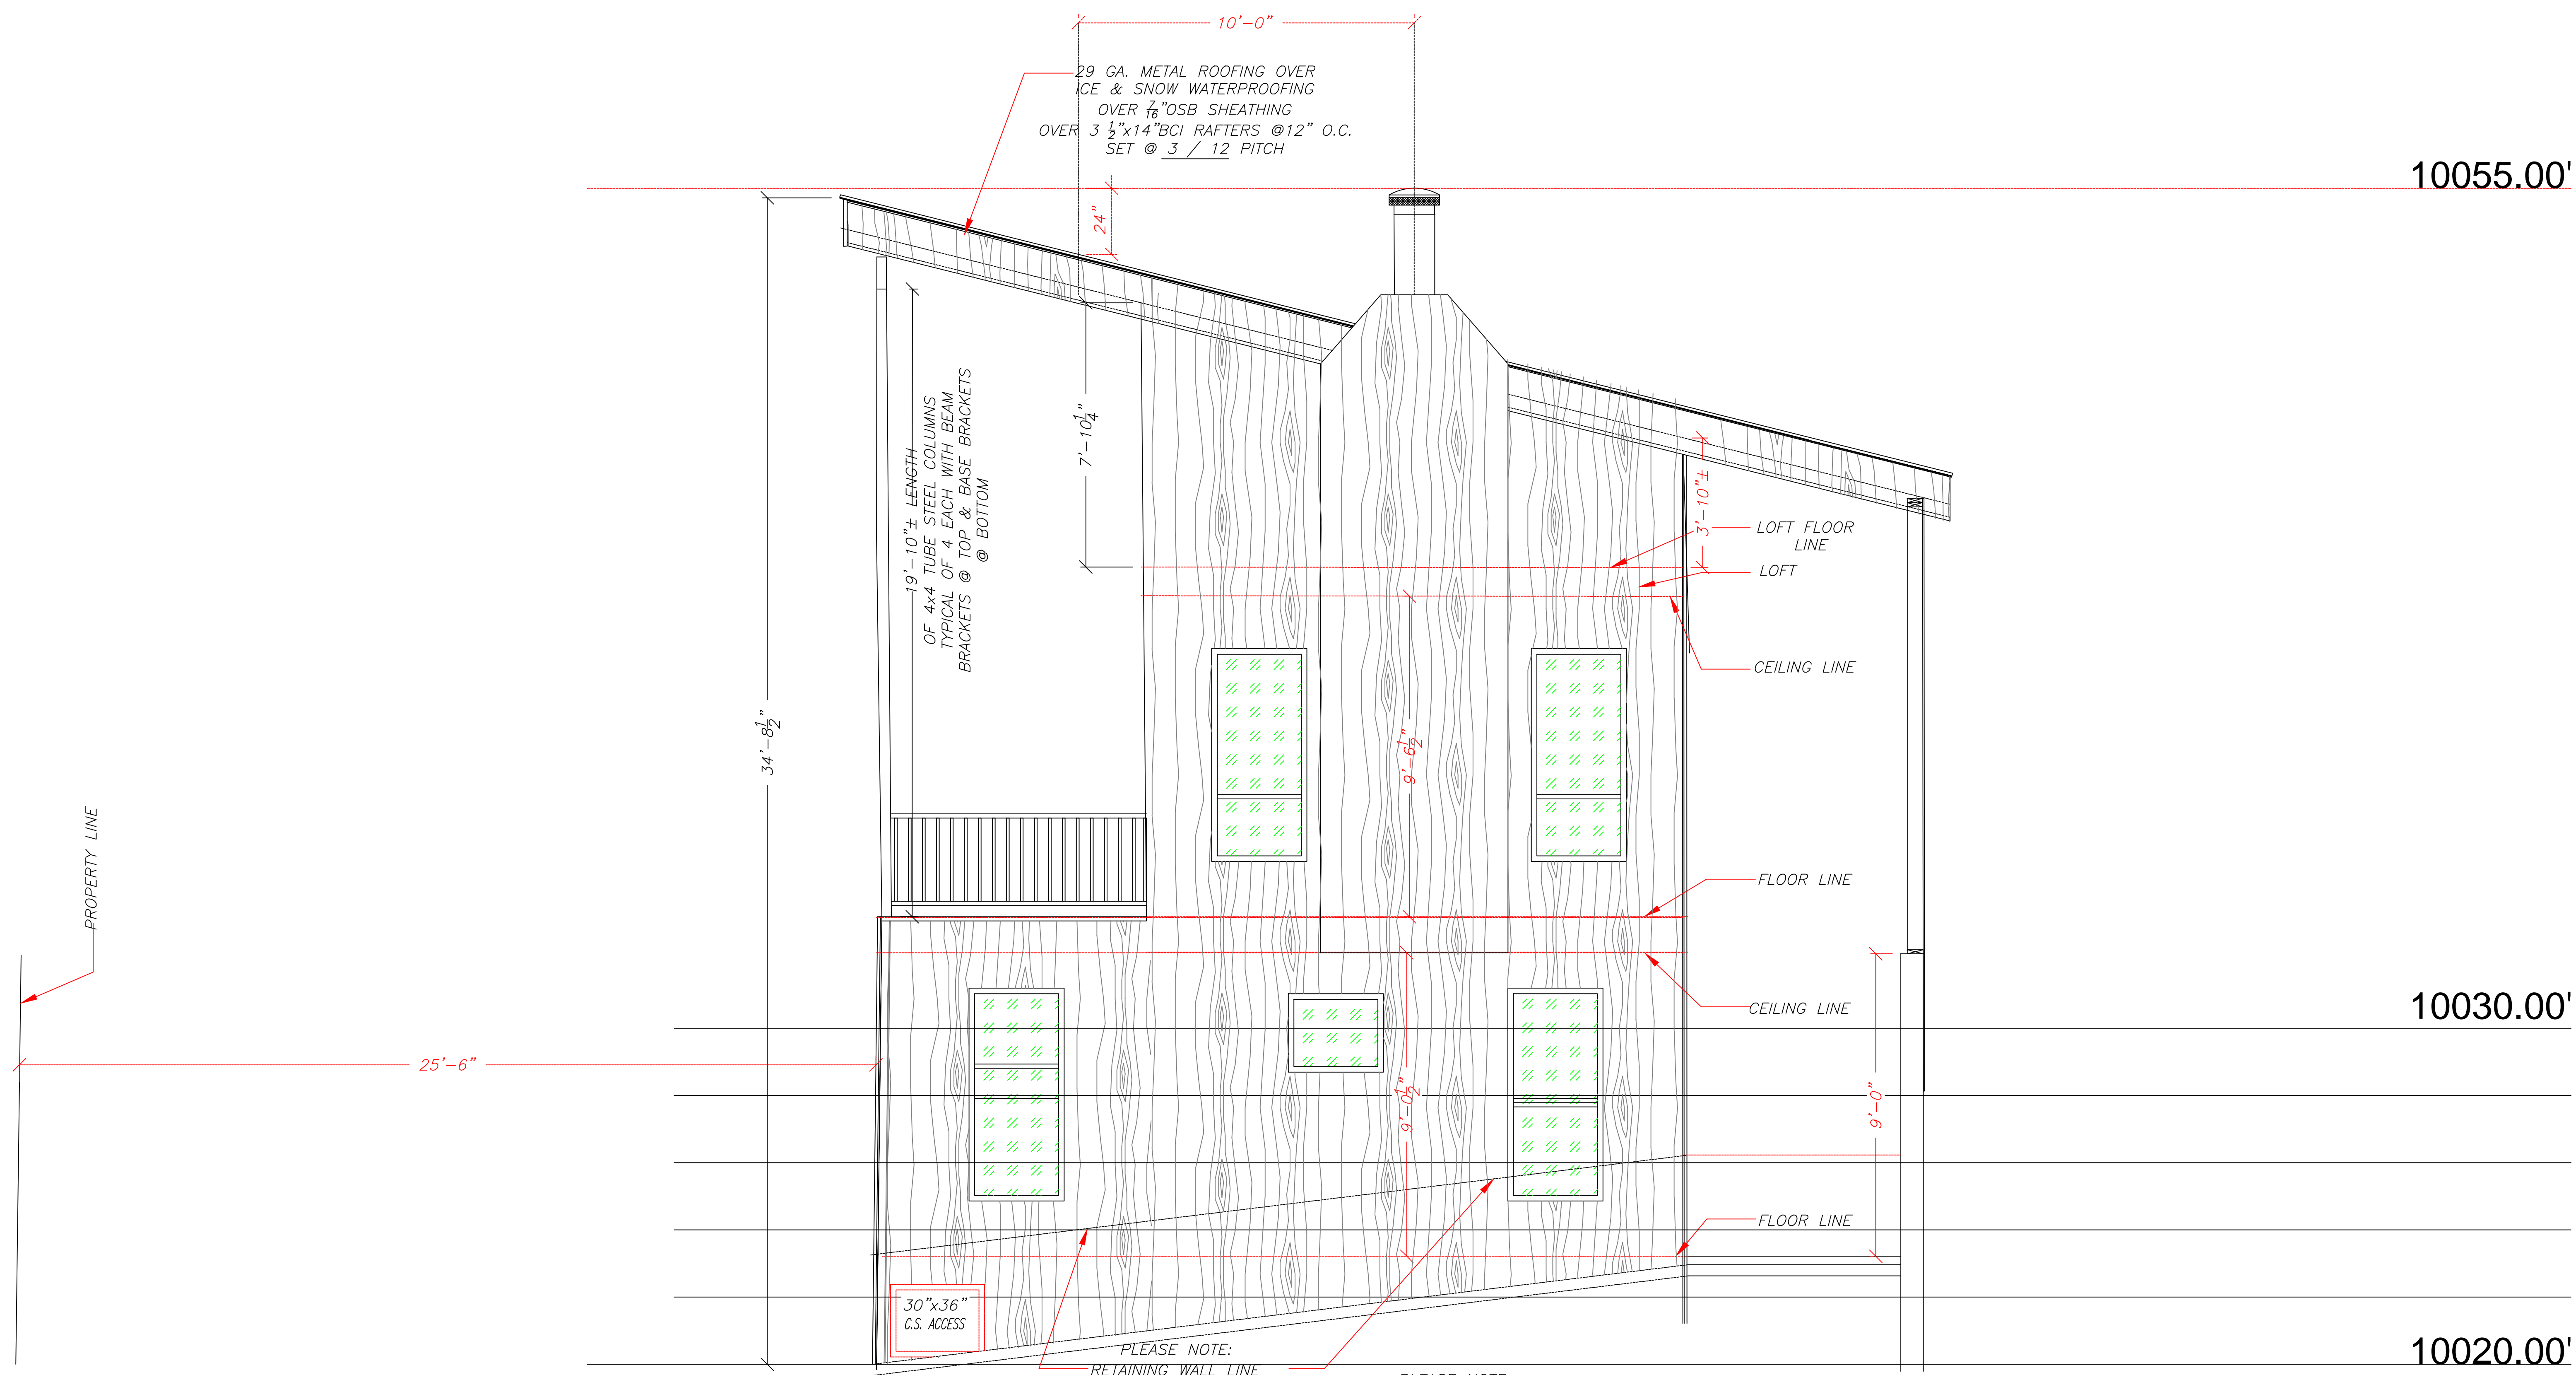 10'-0"
29 GA. METAL ROOFING OVER
ICE & SNOW WATERPROOFING
OVER 7/16"OSB SHEATHING
OVER 3 1/2"x14"BCI RAFTERS @12" O.C.
SET @ 3 / 12 PITCH
10055.00'
24"
19'-10"± LENGTH
OF 4x4 TUBE STEEL COLUMNS
TYPICAL OF 4 EACH WITH BEAM
BRACKETS @ TOP & BASE BRACKETS
@ BOTTOM
7'-10 1/4"
3'-10"±
LOFT FLOOR
LINE
LOFT
CEILING LINE
34'-8 1/2"
9'-6 1/2"
PROPERTY LINE
FLOOR LINE
CEILING LINE
10030.00'
25'-6"
9'-0 1/2"
9'-0"
FLOOR LINE
30"x36"
C.S. ACCESS
PLEASE NOTE:
RETAINING WALL LINE
10020.00'
PLEASE NOTE